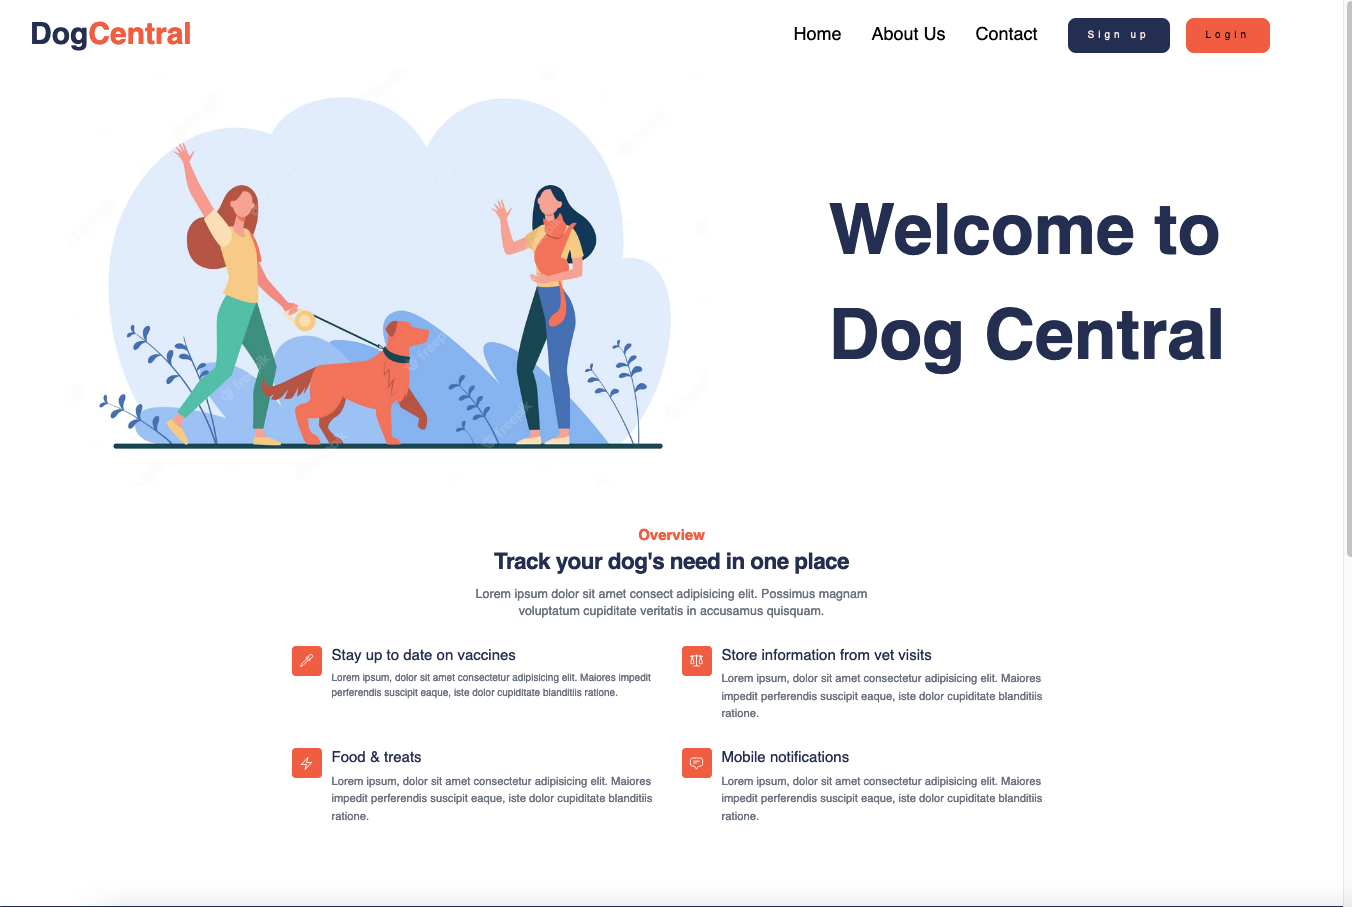 DogCentral
Home About Us Contact Sign up Login
Welcome to
Dog Central
freepik
freepik
freepik
Overview
Track your dog's need in one place
Lorem ipsum dolor sit amet consect adipisicing elit. Possimus magnam
voluptatum cupiditate veritatis in accusamus quisquam.
Stay up to date on vaccines
Lorem ipsum, dolor sit amet consectetur adipisicing elit. Maiores impedit
perferendis suscipit eaque, iste dolor cupiditate blanditiis ratione.
Store information from vet visits
Lorem ipsum, dolor sit amet consectetur adipisicing elit. Maiores
impedit perferendis suscipit eaque, iste dolor cupiditate blanditiis
ratione.
Food & treats
Lorem ipsum, dolor sit amet consectetur adipisicing elit. Maiores
impedit perferendis suscipit eaque, iste dolor cupiditate blanditiis
ratione.
Mobile notifications
Lorem ipsum, dolor sit amet consectetur adipisicing elit. Maiores
impedit perferendis suscipit eaque, iste dolor cupiditate blanditiis
ratione.